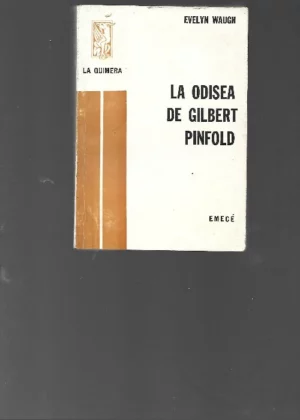 EVELYN WAUGH
LA QUIMERA
LA ODISEA
DE GILBERT
PINFOLD
EMECÉ